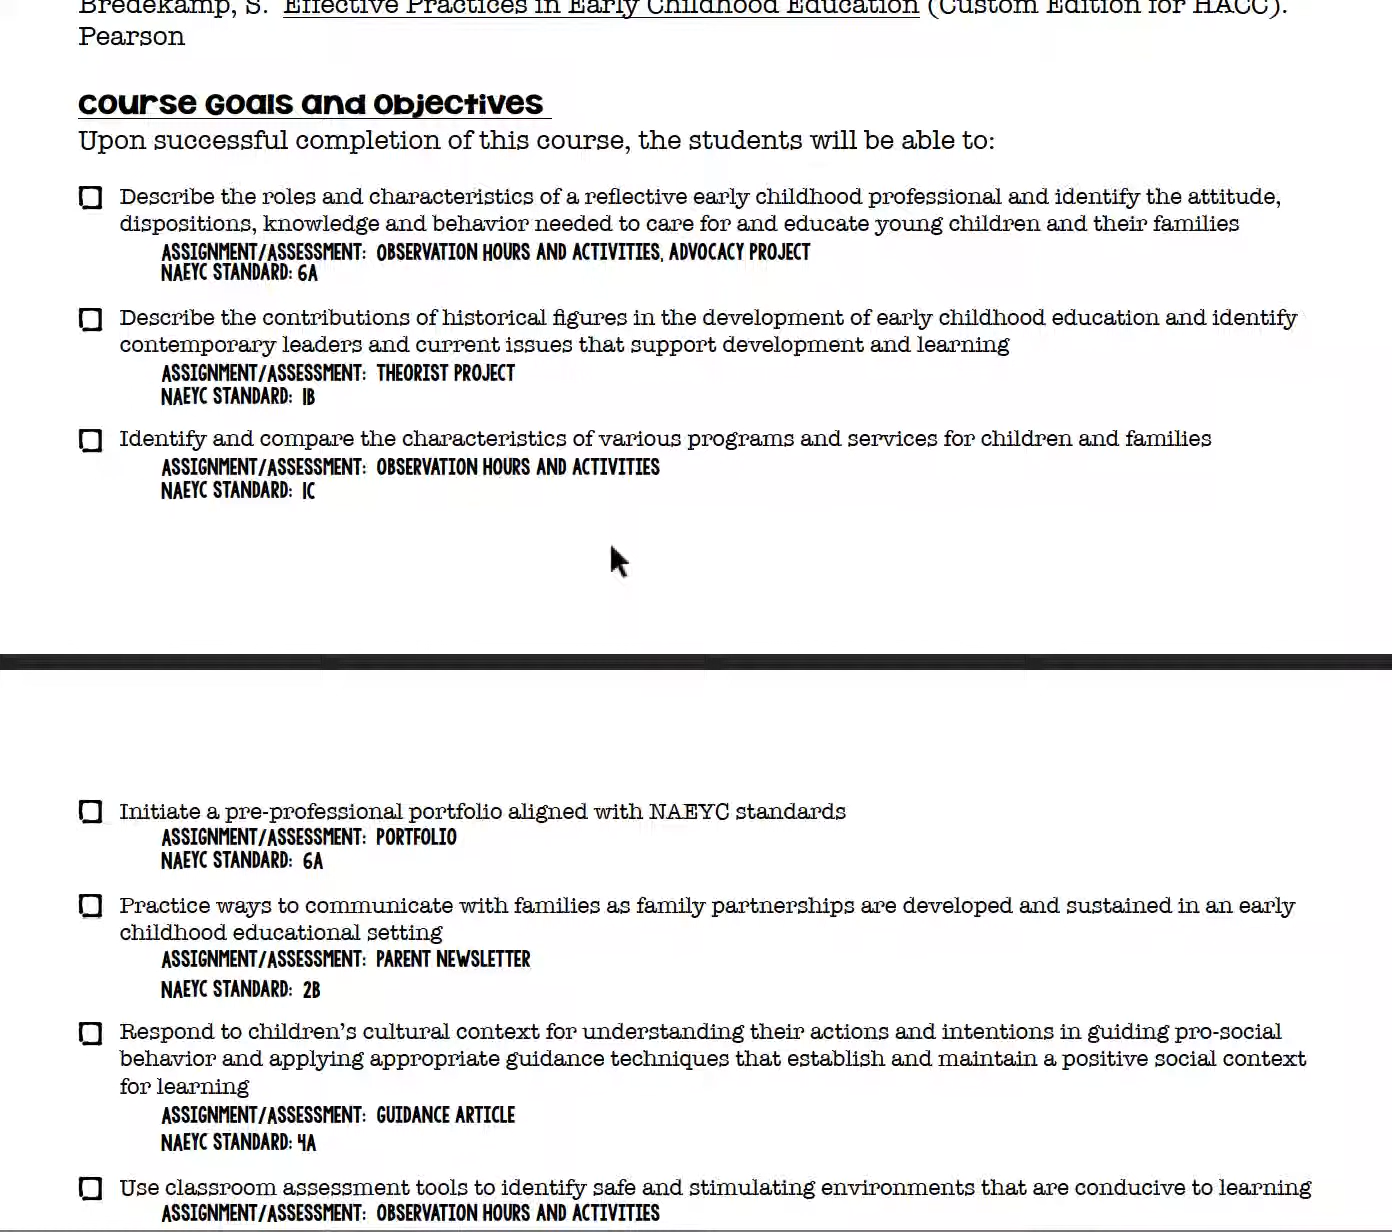 Bredekamp, S. Effective Practices in Early Childhood Education (Custom Edition for HACC).
Pearson
Course Goals and Objectives
Upon successful completion of this course, the students will be able to:
Describe the roles and characteristics of a reflective early childhood professional and identify the attitude,
dispositions, knowledge and behavior needed to care for and educate young children and their families
ASSIGNMENT/ASSESSMENT: OBSERVATION HOURS AND ACTIVITIES, ADVOCACY PROJECT
NAEYC STANDARD: 6A
Describe the contributions of historical figures in the development of early childhood education and identify
contemporary leaders and current issues that support development and learning
ASSIGNMENT/ASSESSMENT: THEORIST PROJECT
NAEYC STANDARD: 1B
Identify and compare the characteristics of various programs and services for children and families
ASSIGNMENT/ASSESSMENT: OBSERVATION HOURS AND ACTIVITIES
NAEYC STANDARD: 1C
Initiate a pre-professional portfolio aligned with NAEYC standards
ASSIGNMENT/ASSESSMENT: PORTFOLIO
NAEYC STANDARD: 6A
Practice ways to communicate with families as family partnerships are developed and sustained in an early
childhood educational setting
ASSIGNMENT/ASSESSMENT: PARENT NEWSLETTER
NAEYC STANDARD: 2B
Respond to children's cultural context for understanding their actions and intentions in guiding pro-social
behavior and applying appropriate guidance techniques that establish and maintain a positive social context
for learning
ASSIGNMENT/ASSESSMENT: GUIDANCE ARTICLE
NAEYC STANDARD: 4A
Use classroom assessment tools to identify safe and stimulating environments that are conducive to learning
ASSIGNMENT/ASSESSMENT: OBSERVATION HOURS AND ACTIVITIES